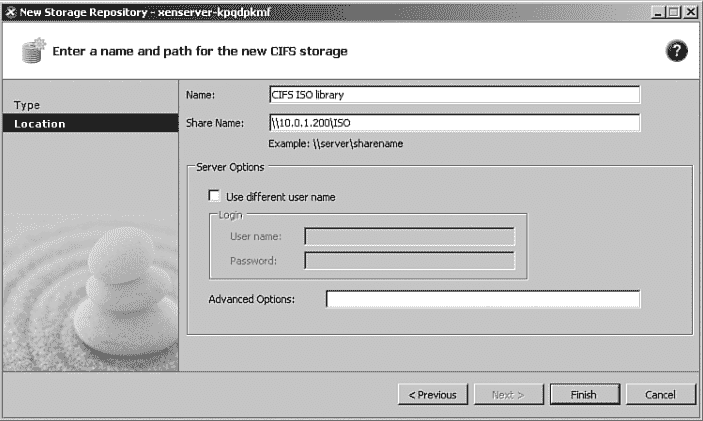 New Storage Repository - xenserver-kpqdpkmf
Enter a name and path for the new CIFS storage
?
Type
Location
Name:
CIFS ISO library
Share Name:
\\10.0.1.200\ISO
Example: \\server\sharename
Server Options
Use different user name
Login
User name:
Password:
Advanced Options:
< Previous
Next >
Finish
Cancel